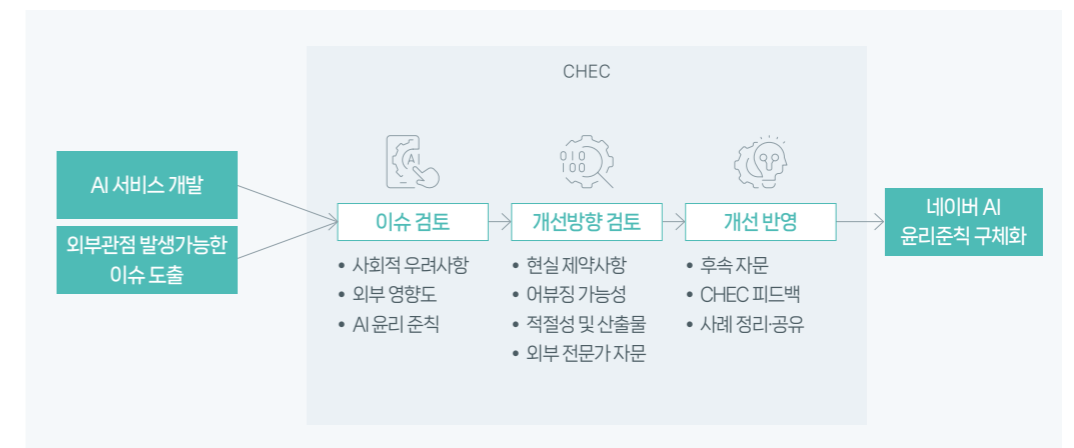 CHEC
AI
010
100
AI 서비스 개발
외부관점 발생가능한
이슈 도출
이슈 검토
• 사회적 우려사항
• 외부 영향도
• AI 윤리 준칙
개선방향 검토
• 현실 제약사항
• 어뷰징 가능성
• 적절성 및 산출물
• 외부 전문가 자문
개선 반영
• 후속 자문
• CHEC 피드백
• 사례 정리·공유
네이버 AI
윤리준칙 구체화